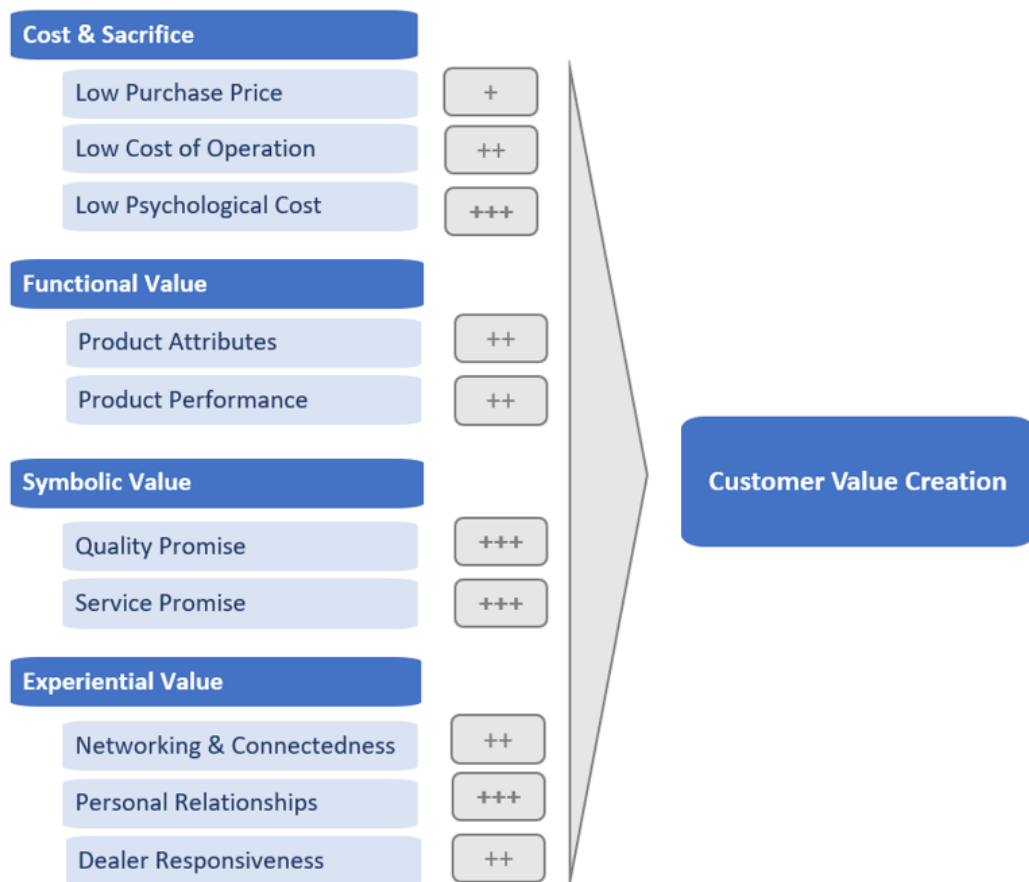 Cost & Sacrifice
Low Purchase Price
+
Low Cost of Operation
++
Low Psychological Cost
+++
Functional Value
Product Attributes
++
Product Performance
++
Symbolic Value
Quality Promise
+++
Service Promise
+++
Experiential Value
Networking & Connectedness
++
Personal Relationships
+++
Dealer Responsiveness
++
Customer Value Creation